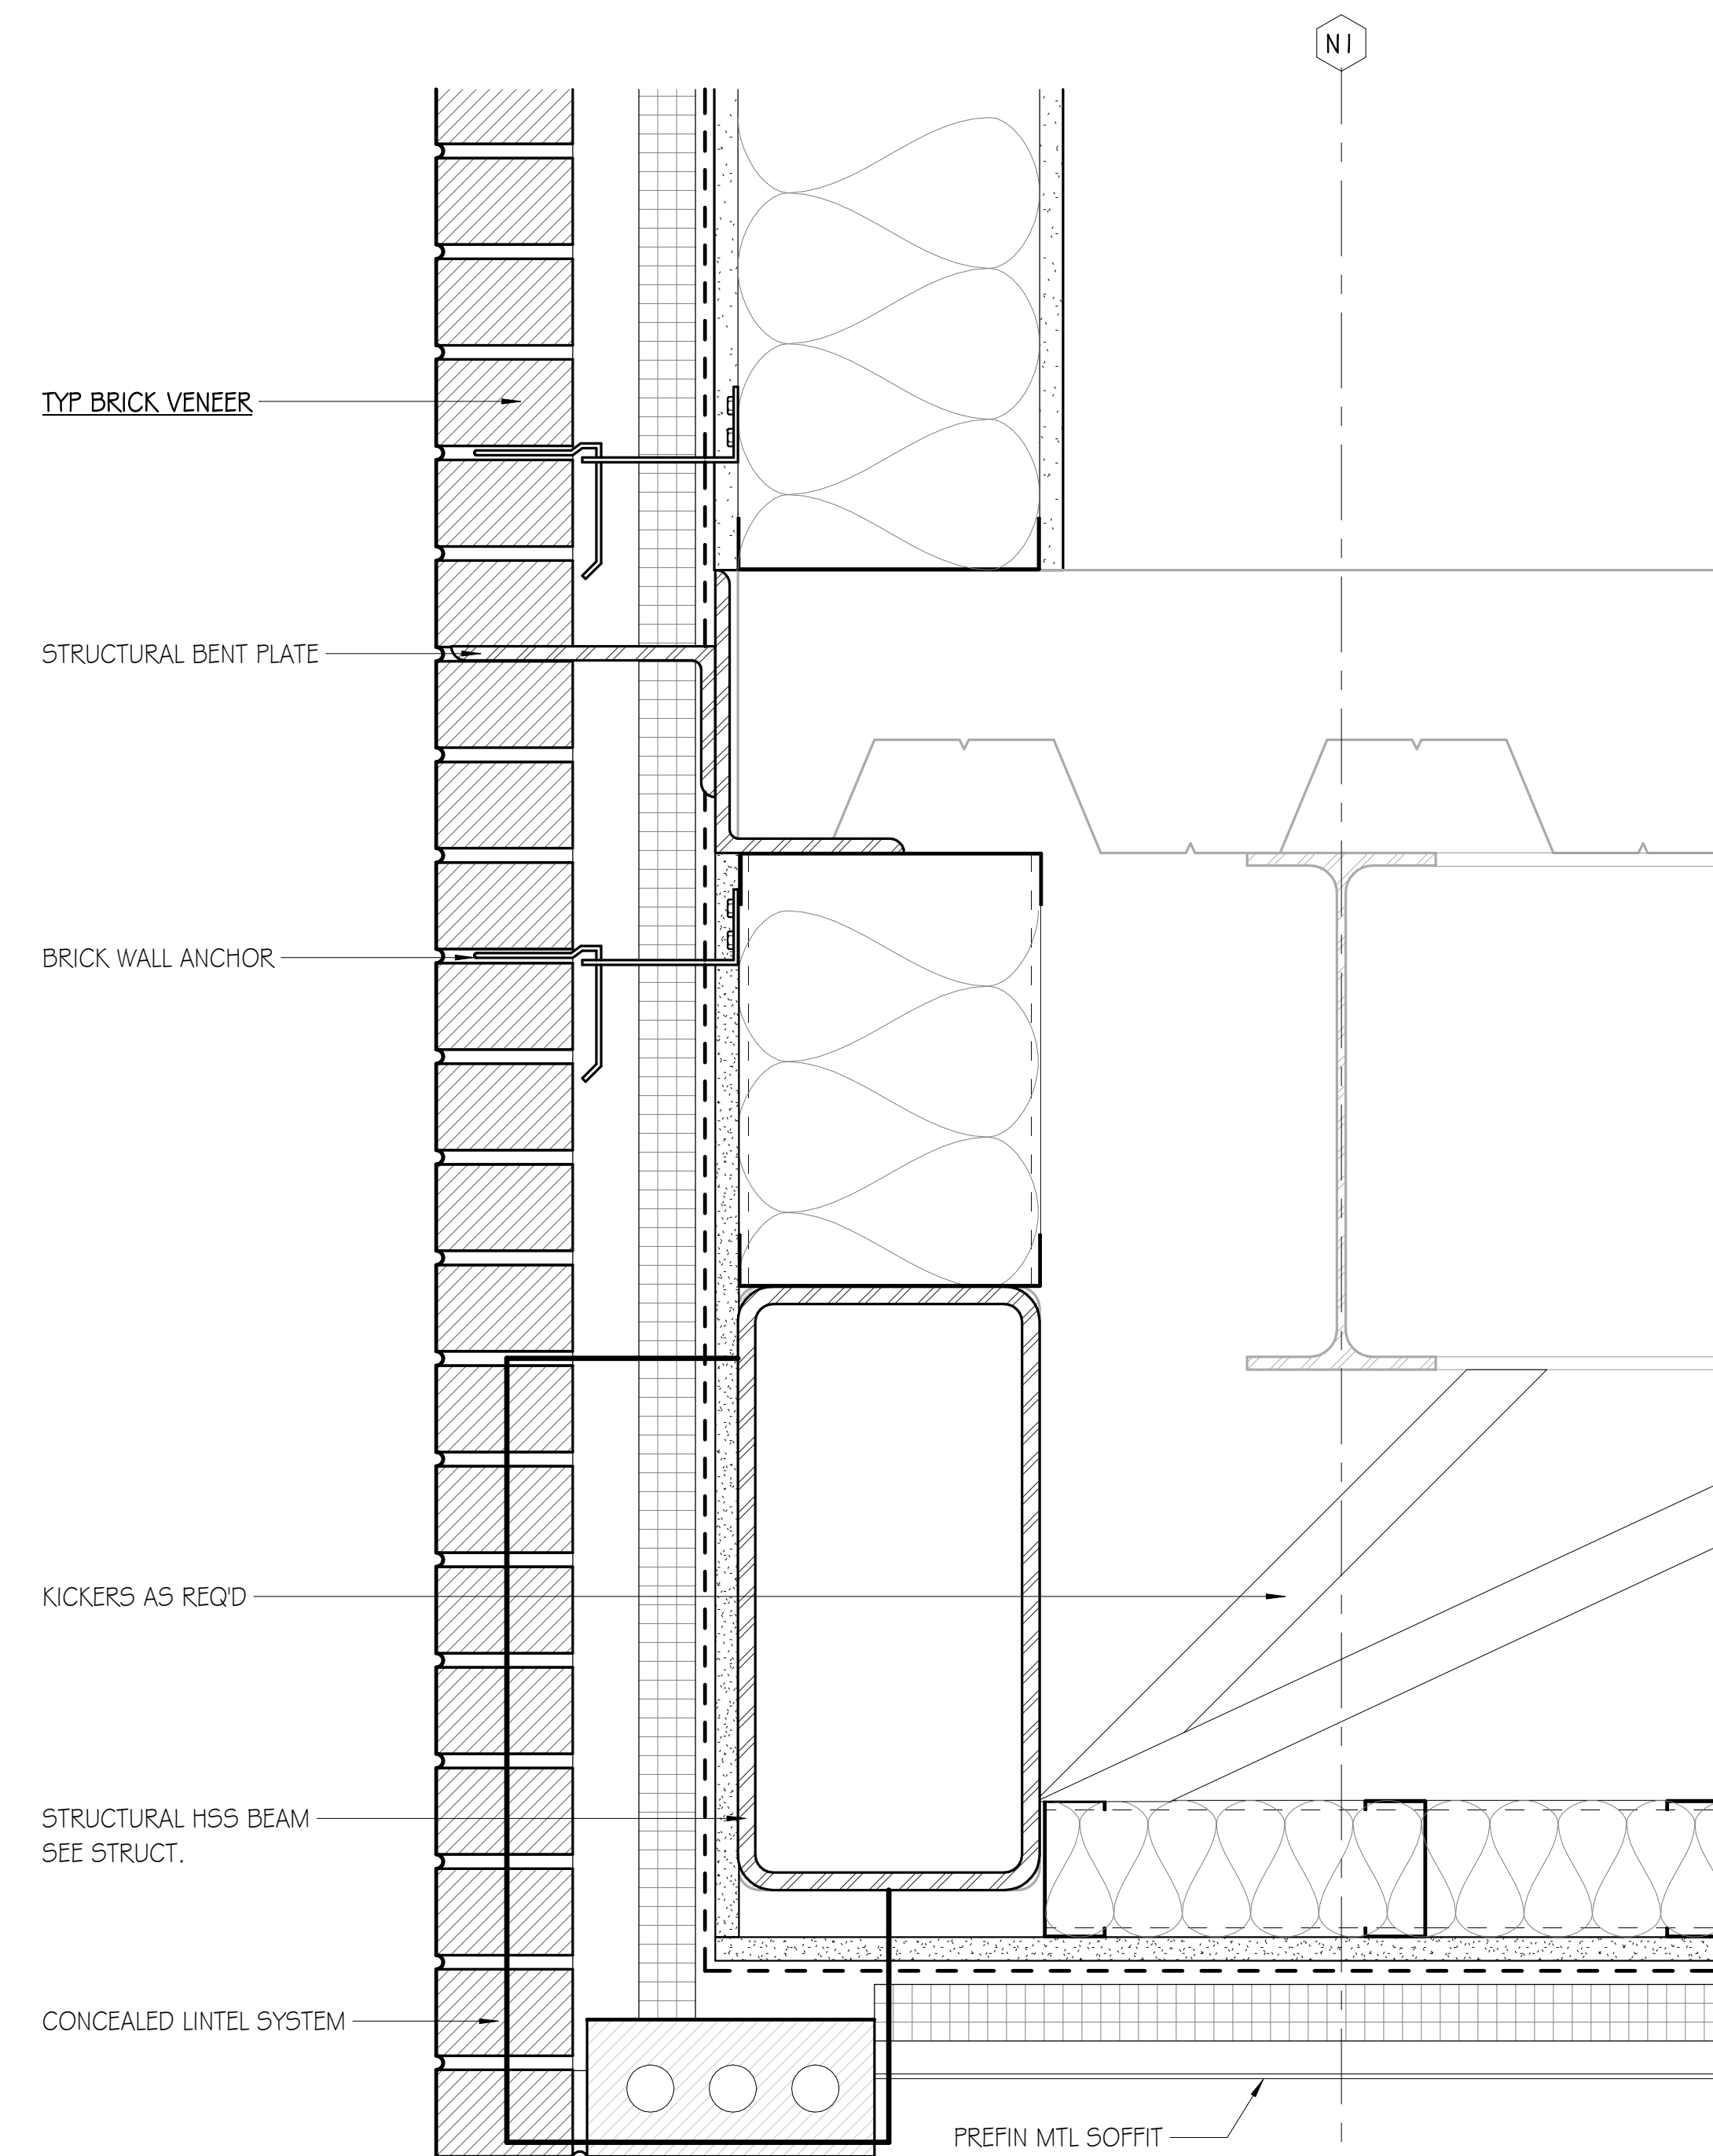 N1
TYP BRICK VENEER
STRUCTURAL BENT PLATE
BRICK WALL ANCHOR
KICKERS AS REQ'D
STRUCTURAL HSS BEAM
SEE STRUCT.
CONCEALED LINTEL SYSTEM
PREFIN MTL SOFFIT